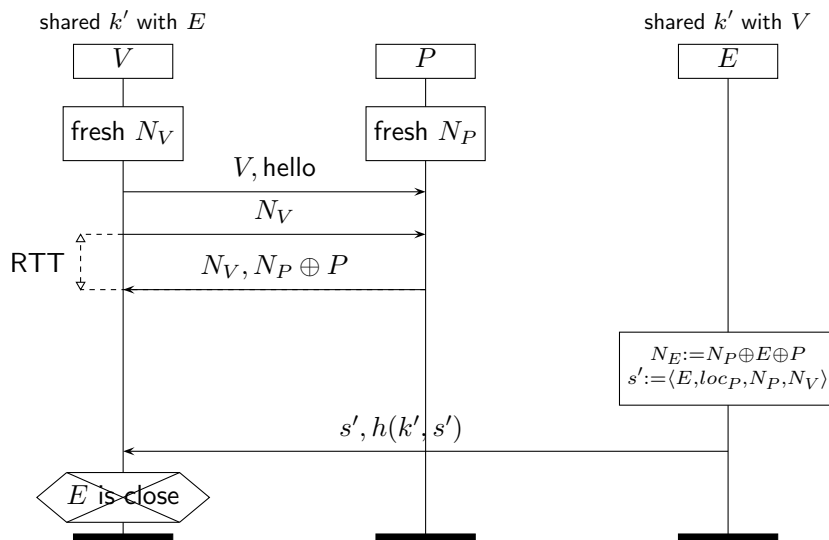 shared k′ with E
shared k′ with V
V
P
E
fresh N_V
fresh N_P
V, hello
N_V
RTT
N_V, N_P ⊕ P
N_E:=N_P⊕E⊕P
s′:=⟨E,loc_P,N_P,N_V⟩
s′, h(k′, s′)
E is close